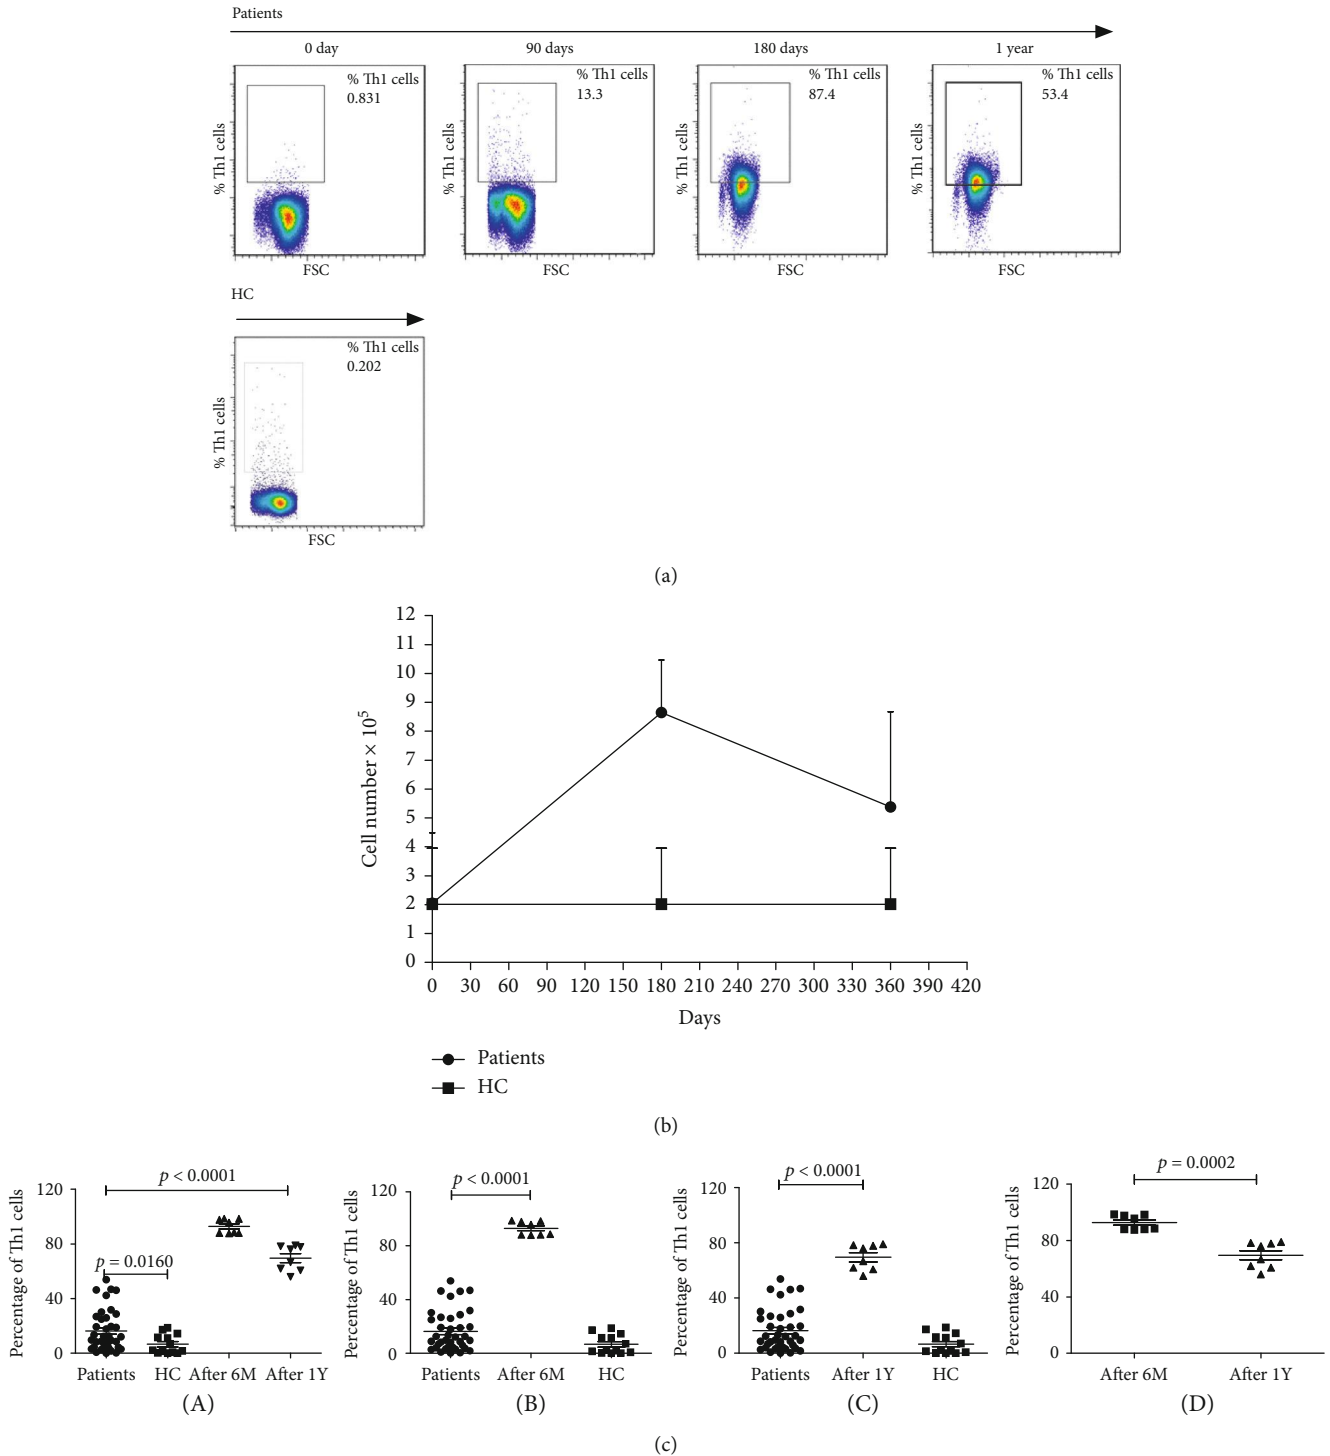 Patients
0 day
90 days
180 days
1 year
% Th1 cells
0.831
% Th1 cells
13.3
% Th1 cells
87.4
% Th1 cells
53.4
% Th1 cells
% Th1 cells
% Th1 cells
% Th1 cells
FSC
FSC
FSC
FSC
HC
% Th1 cells
0.202
% Th1 cells
FSC
(a)
12
11
10
9
8
7
6
5
4
3
2
1
0
Cell number × 10⁵
0 30 60 90 120 150 180 210 240 270 300 330 360 390 420
Days
Patients
HC
(b)
Percentage of Th1 cells
120
80
40
0
p < 0.0001
p = 0.0160
Patients HC After 6M After 1Y
(A)
Percentage of Th1 cells
120
80
40
0
p < 0.0001
Patients After 6M HC
(B)
Percentage of Th1 cells
120
80
40
0
p < 0.0001
Patients After 1Y HC
(C)
Percentage of Th1 cells
120
80
40
0
p = 0.0002
After 6M After 1Y
(D)
(c)